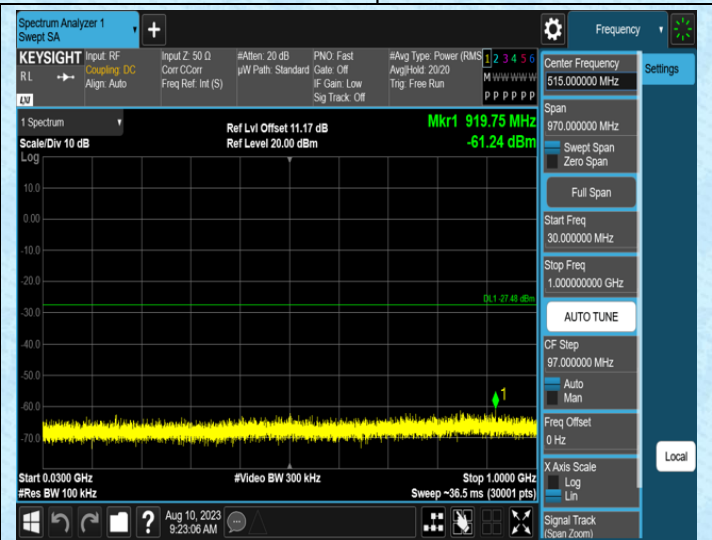 Spectrum Analyzer 1
Swept SA
+
Frequency
KEYSIGHT
RL
LXI
Input: RF
Coupling: DC
Align: Auto
Input Z: 50 Ω
Corr CCorr
Freq Ref: Int (S)
#Atten: 20 dB
µW Path: Standard
PNO: Fast
Gate: Off
IF Gain: Low
Sig Track: Off
#Avg Type: Power (RMS
Avg|Hold: 20/20
Trig: Free Run
1 2 3 4 5 6
M W W W W W
P P P P P P
1 Spectrum
Scale/Div 10 dB
Log
Ref Lvl Offset 11.17 dB
Ref Level 20.00 dBm
Mkr1 919.75 MHz
-61.24 dBm
10.0
0.00
-10.0
-20.0
-30.0
-40.0
-50.0
-60.0
-70.0
DL1 -27.48 dBm
1
Start 0.0300 GHz
#Res BW 100 kHz
#Video BW 300 kHz
Stop 1.0000 GHz
Sweep ~36.5 ms (30001 pts)
Center Frequency
515.000000 MHz
Settings
Span
970.000000 MHz
Swept Span
Zero Span
Full Span
Start Freq
30.000000 MHz
Stop Freq
1.000000000 GHz
AUTO TUNE
CF Step
97.000000 MHz
Auto
Man
Freq Offset
0 Hz
X Axis Scale
Log
Lin
Local
Signal Track
(Span Zoom)
?
Aug 10, 2023
9:23:06 AM